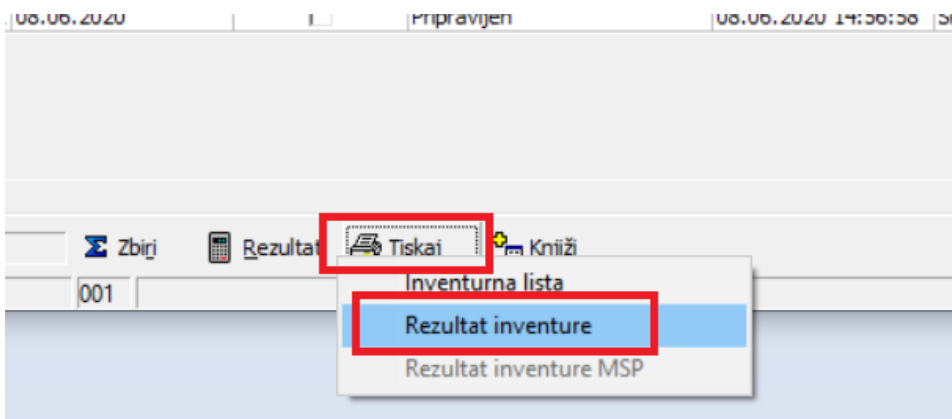 08.06.2020 Pripravljen 08.06.2020 14:56:58
Zbirj Rezultat Tiskaj Knjiži
001 Inventurna lista
Rezultat inventure
Rezultat inventure MSP